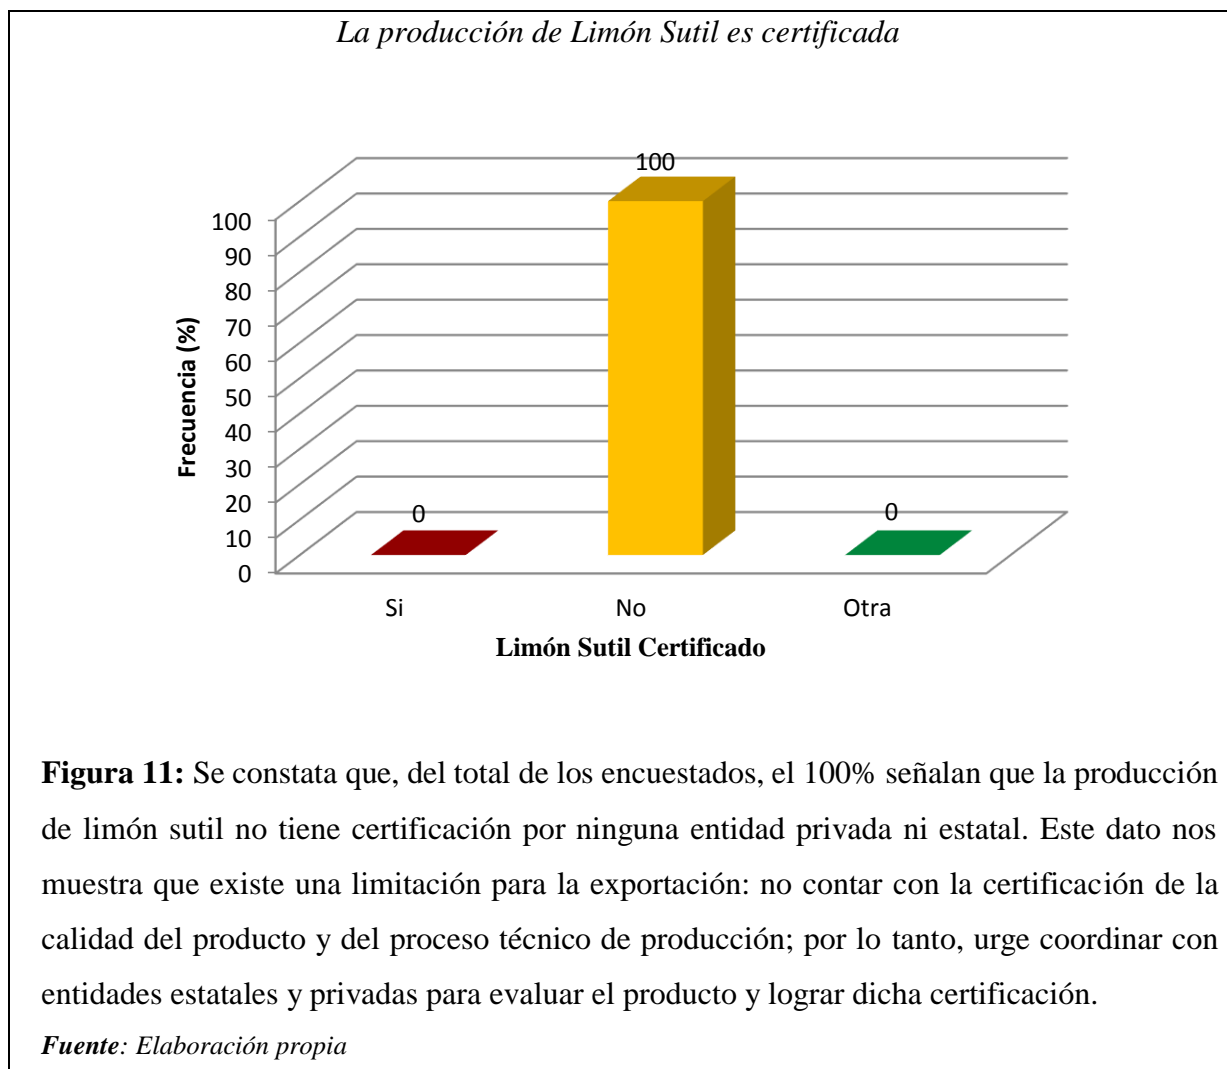 La producción de Limón Sutil es certificada
100
100
90
80
70
60
50
40
30
20
10
0
Frecuencia (%)
0
0
Si
No
Otra
Limón Sutil Certificado
Figura 11: Se constata que, del total de los encuestados, el 100% señalan que la producción
de limón sutil no tiene certificación por ninguna entidad privada ni estatal. Este dato nos
muestra que existe una limitación para la exportación: no contar con la certificación de la
calidad del producto y del proceso técnico de producción; por lo tanto, urge coordinar con
entidades estatales y privadas para evaluar el producto y lograr dicha certificación.
Fuente: Elaboración propia